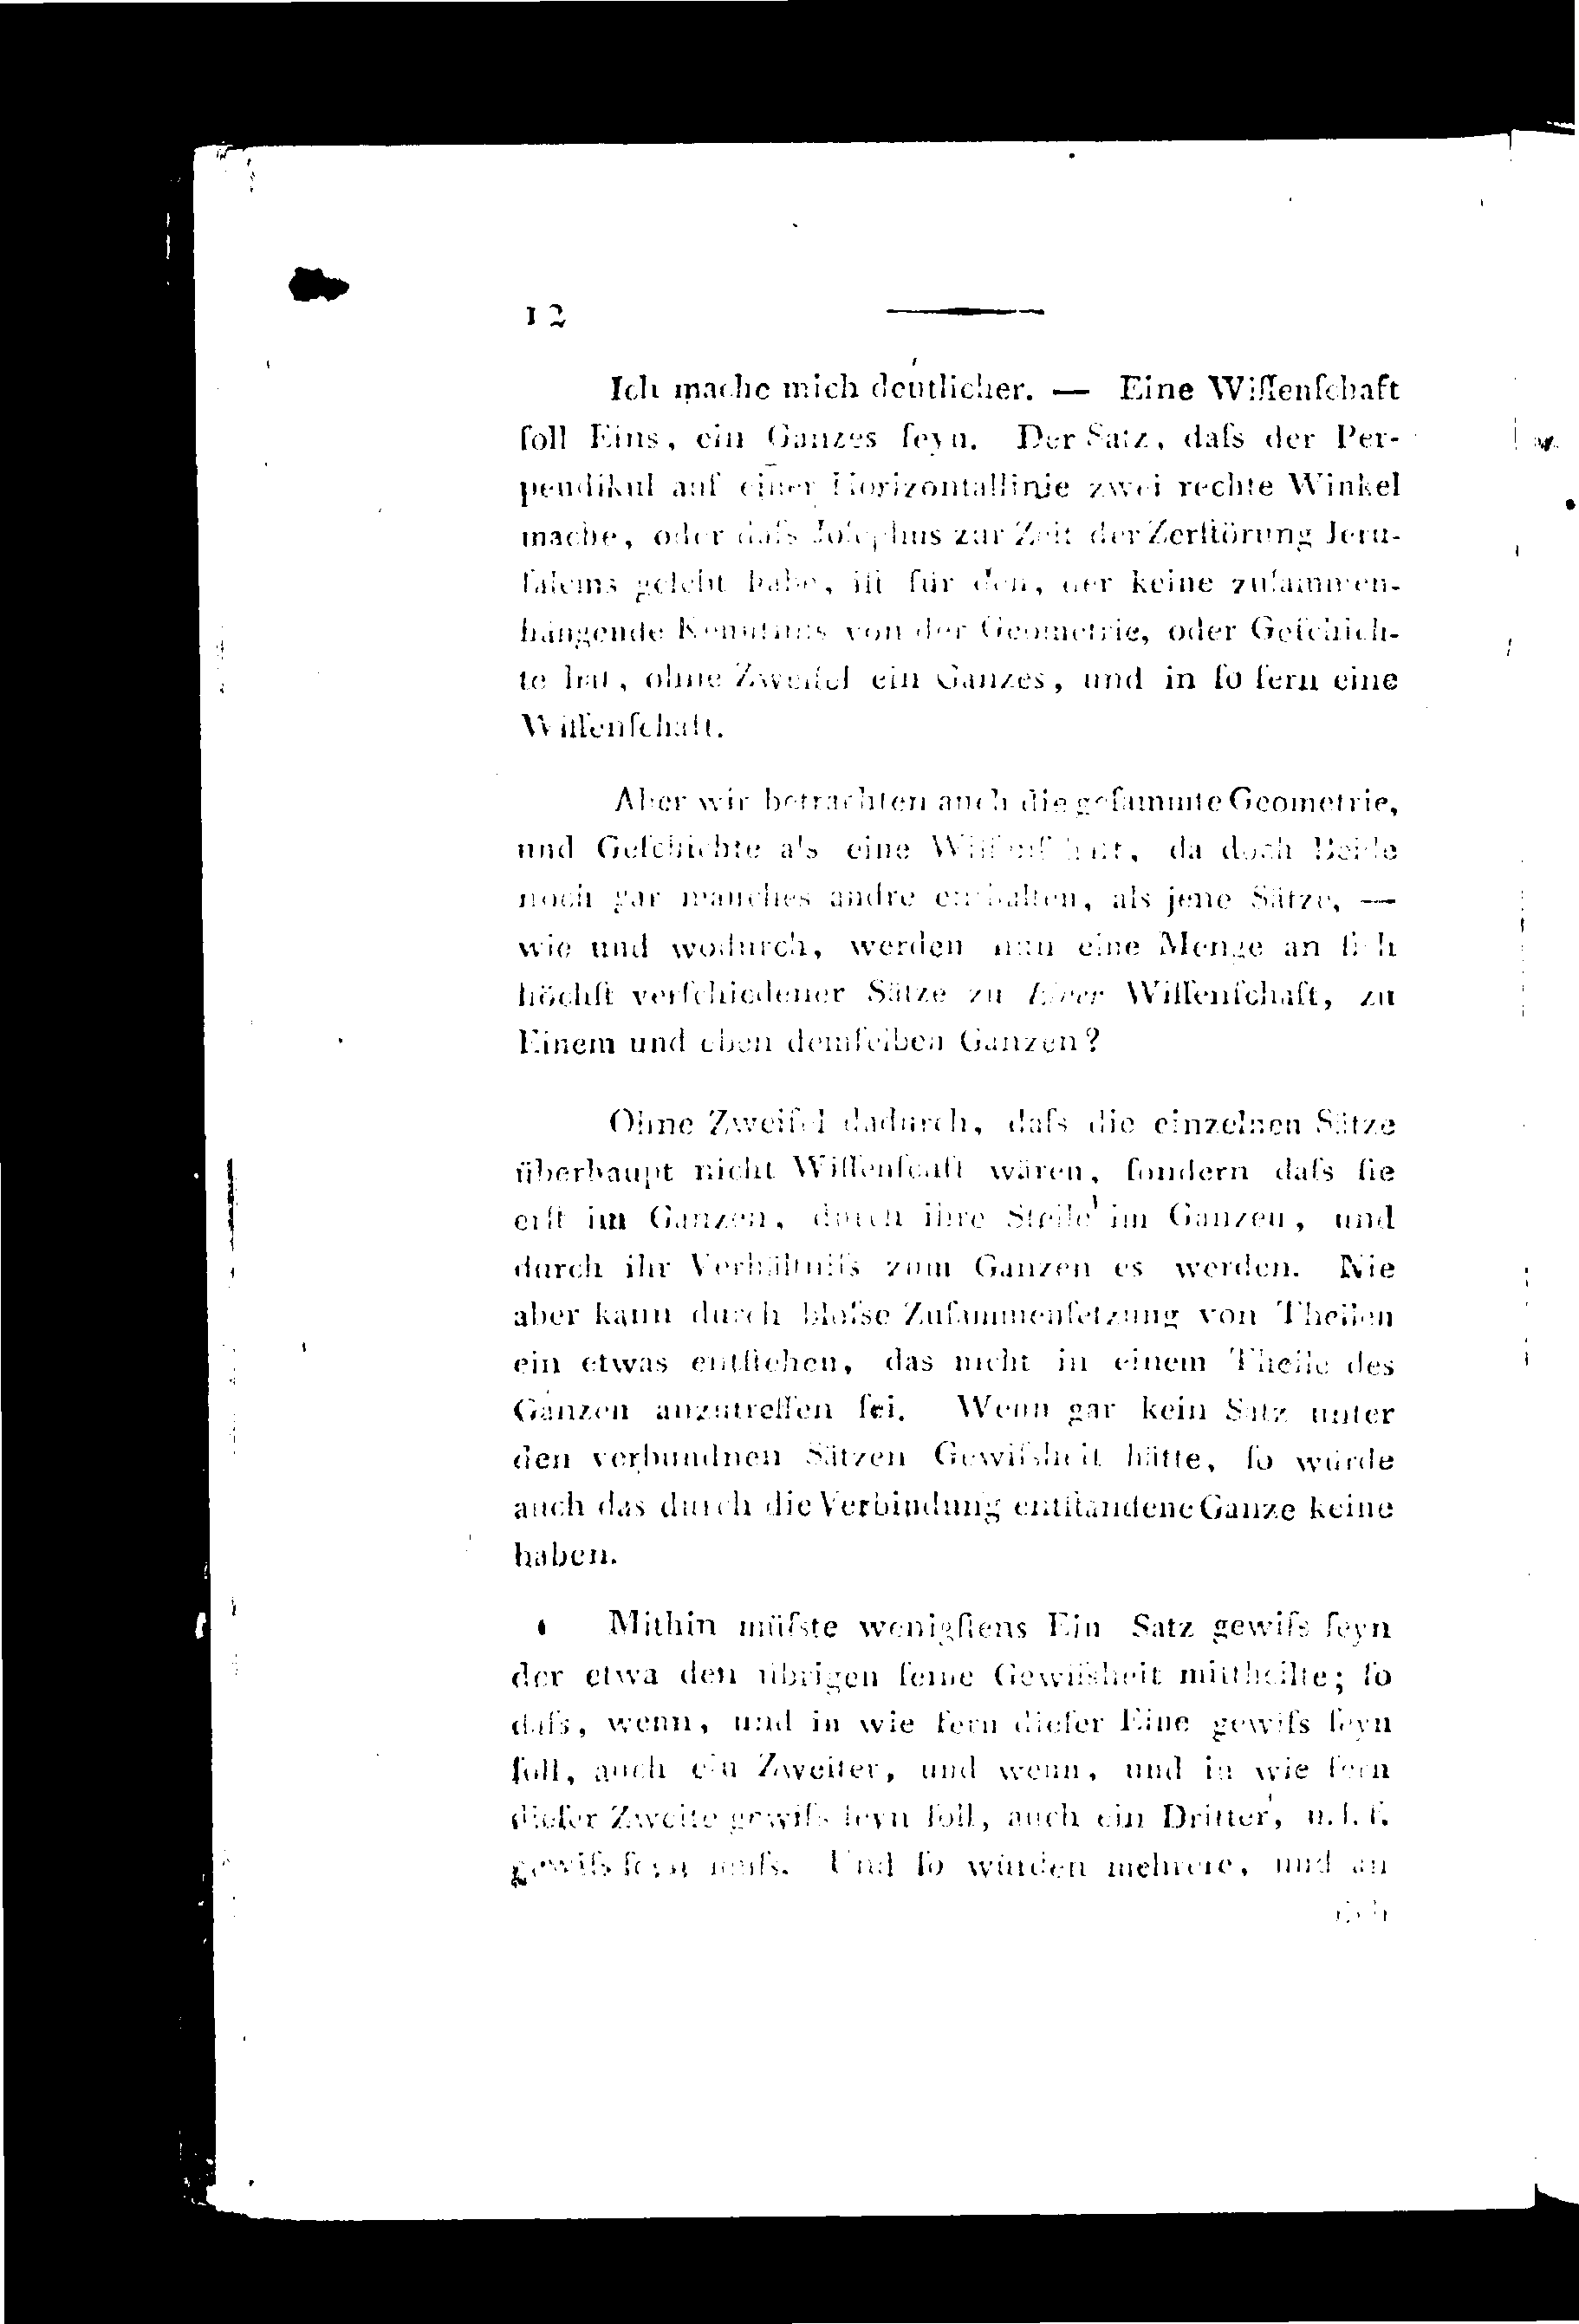 12
Ich mache mich deutlicher. — Eine Wiſſenſchaft
ſoll Eins, ein Ganzes ſeyn. Der Satz, daſs der Per-
pendikul auf einer Horizontallinie zwei rechte Winkel
mache, oder daſs Joſephus zur Zeit der Zerſtörung Jeru-
ſalems gelebt habe, iſt für den, der keine zuſammen-
hängende Kenntniſs von der Geometrie, oder Geſchich-
te hat, ohne Zweifel ein Ganzes, und in ſo fern eine
Wiſſenſchaft.
Aber wir betrachten auch die geſammte Geometrie,
und Geſchichte als eine Wiſſenſchaft, da doch Beide
noch gar manches andre enthalten, als jene Sätze, —
wie und wodurch, werden nun eine Menge an ſich
höchſt verſchiedener Sätze zu Einer Wiſſenſchaft, zu
Einem und eben demſelben Ganzen?
Ohne Zweifel dadurch, daſs die einzelnen Sätze
überhaupt nicht Wiſſenſcaft wären, ſondern daſs ſie
erſt im Ganzen, durch ihre Stelle im Ganzen, und
durch ihr Verhältniſs zum Ganzen es werden. Nie
aber kann durch bloſse Zuſammenſetzung von Theilen
ein etwas entſtehen, das nicht in einem Theile des
Ganzen anzutreffen ſei. Wenn gar kein Satz unter
den verbundnen Sätzen Gewiſsheit hätte, ſo würde
auch das durch die Verbindung entſtandene Ganze keine
haben.
Mithin müſste wenigſtens Ein Satz gewiſs ſeyn
der etwa den übrigen ſeine Gewiſsheit mittheilte; ſo
daſs, wenn, und in wie fern dieſer Eine gewiſs ſeyn
ſoll, auch ein Zweiter, und wenn, und in wie fern
dieſer Zweite gewiſs ſeyn ſoll, auch ein Dritter, u. ſ. f.
gewiſs ſeyn muſs. Und ſo würden mehrere, und an
ſich